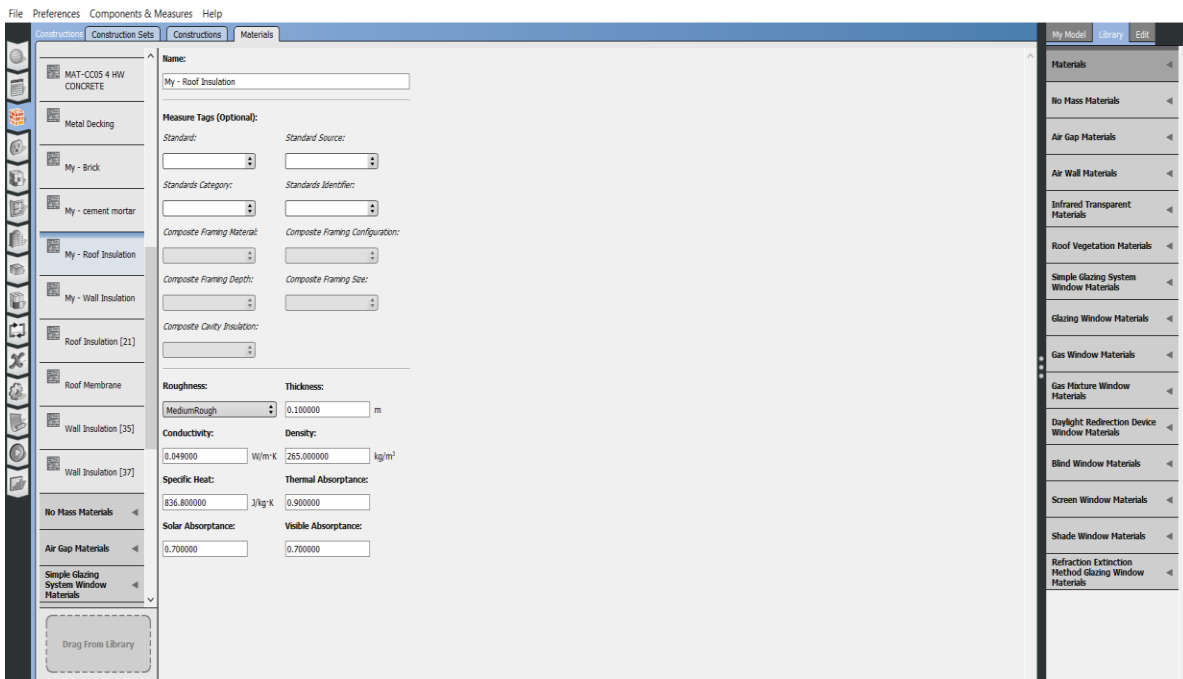 File Preferences Components & Measures Help
Constructions Construction Sets Constructions Materials
My Model Library Edit
MAT-CC05 4 HW
CONCRETE
Metal Decking
My - Brick
My - cement mortar
My - Roof Insulation
My - Wall Insulation
Roof Insulation [21]
Roof Membrane
Wall Insulation [35]
Wall Insulation [37]
No Mass Materials
Air Gap Materials
Simple Glazing
System Window
Materials
Drag From Library
Name:
My - Roof Insulation
Measure Tags (Optional):
Standard: Standard Source:
Standards Category: Standards Identifier:
Composite Framing Material: Composite Framing Configuration:
Composite Framing Depth: Composite Framing Size:
Composite Cavity Insulation:
Roughness: Thickness:
MediumRough 0.100000 m
Conductivity: Density:
0.049000 W/m·K 265.000000 kg/m³
Specific Heat: Thermal Absorptance:
836.800000 J/kg·K 0.900000
Solar Absorptance: Visible Absorptance:
0.700000 0.700000
Materials
No Mass Materials
Air Gap Materials
Air Wall Materials
Infrared Transparent
Materials
Roof Vegetation Materials
Simple Glazing System
Window Materials
Glazing Window Materials
Gas Window Materials
Gas Mixture Window
Materials
Daylight Redirection Device
Window Materials
Blind Window Materials
Screen Window Materials
Shade Window Materials
Refraction Extinction
Method Glazing Window
Materials